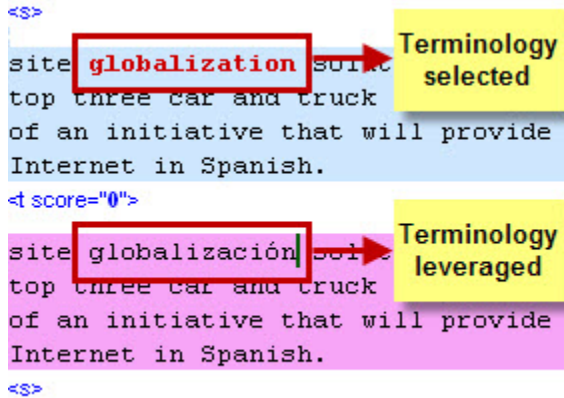 <s>
site globalization
Terminology
selected
top three car and truck
of an initiative that will provide
Internet in Spanish.
<t score="0">
site globalización
Terminology
leveraged
top three car and truck
of an initiative that will provide
Internet in Spanish.
<s>